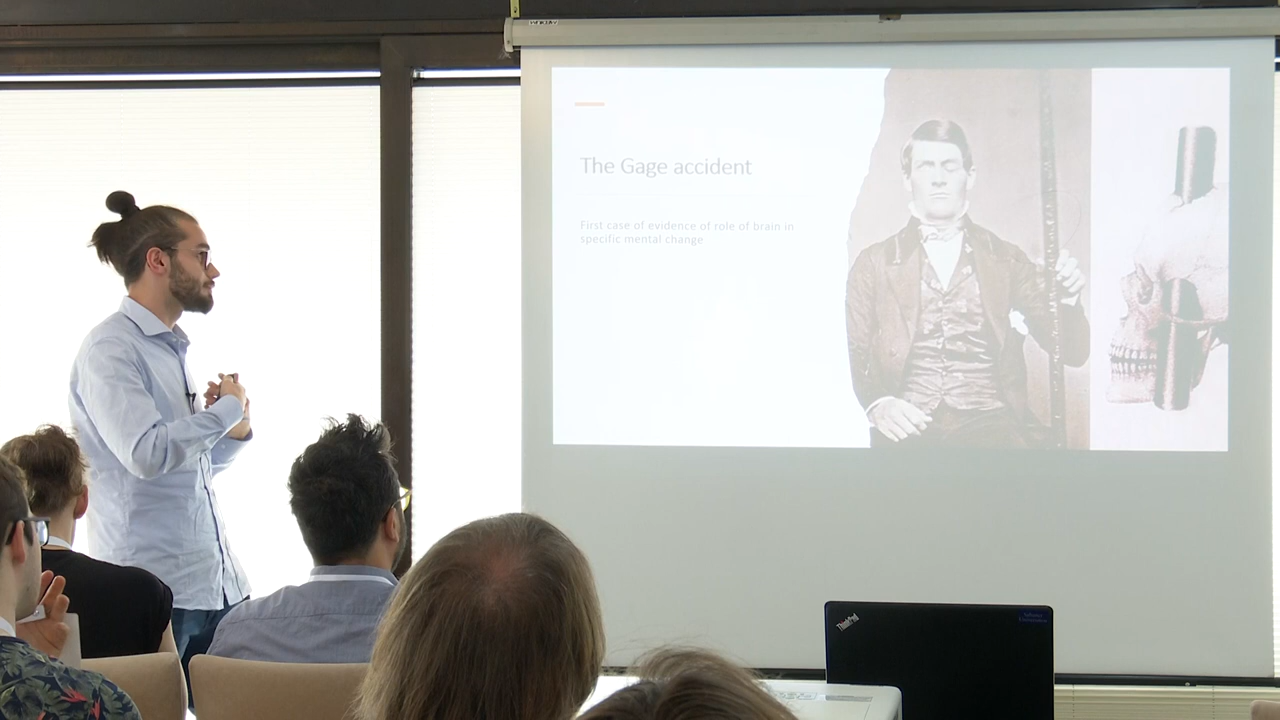 The Gage accident
First case of evidence of role of brain in
specific mental change
ThinkPad